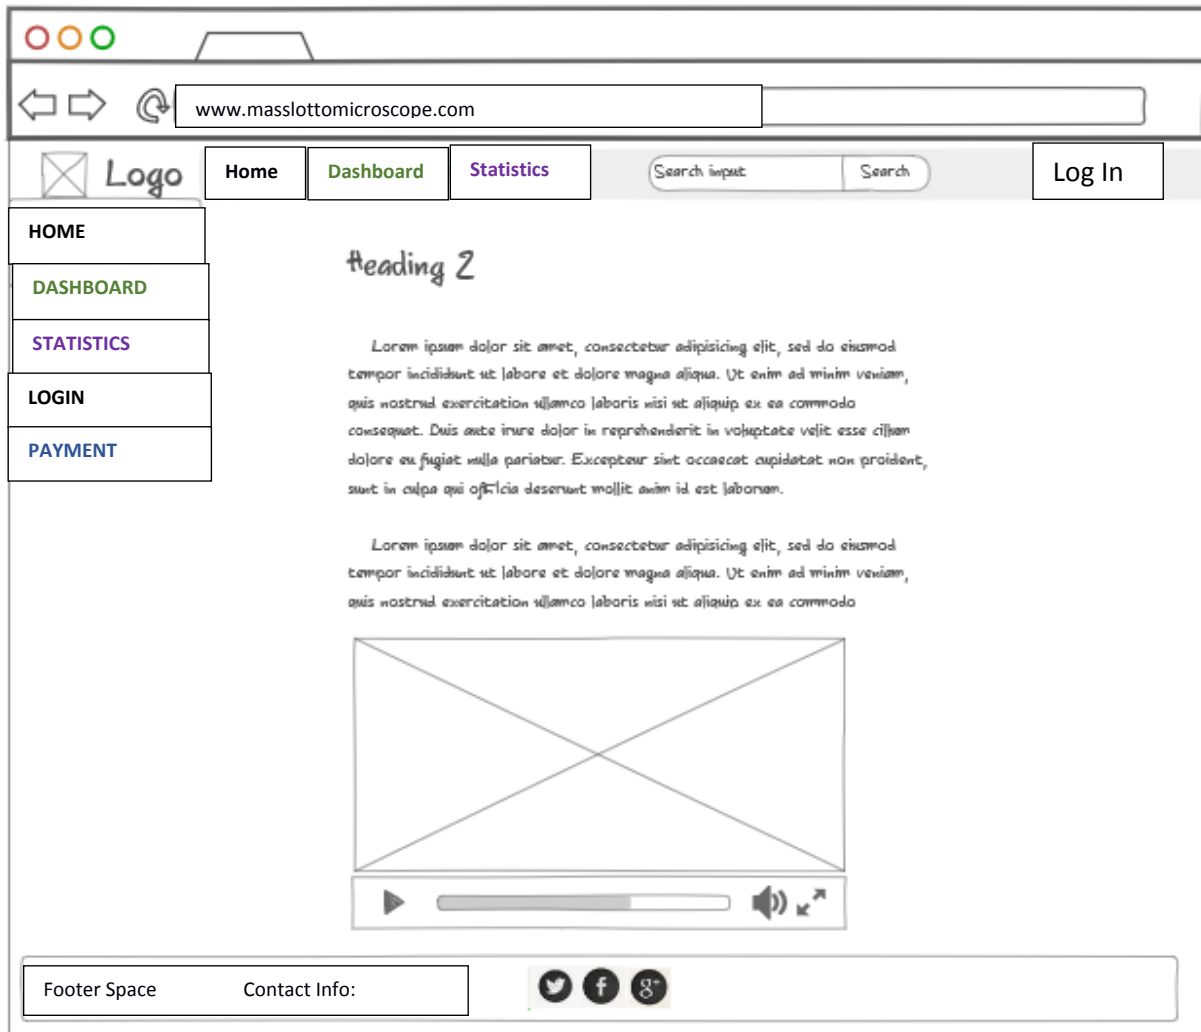 www.masslottomicroscope.com
Logo
Home
Dashboard
Statistics
Search input
Search
Log In
HOME
DASHBOARD
STATISTICS
LOGIN
PAYMENT
Heading 2
Lorem ipsum dolor sit amet, consectetur adipisicing elit, sed do eiusmod
tempor incididunt ut labore et dolore magna aliqua. Ut enim ad minim veniam,
quis nostrud exercitation ullamco laboris nisi ut aliquip ex ea commodo
consequat. Duis aute irure dolor in reprehenderit in voluptate velit esse cillum
dolore eu fugiat nulla pariatur. Excepteur sint occaecat cupidatat non proident,
sunt in culpa qui officia deserunt mollit anim id est laborum.
Lorem ipsum dolor sit amet, consectetur adipisicing elit, sed do eiusmod
tempor incididunt ut labore et dolore magna aliqua. Ut enim ad minim veniam,
quis nostrud exercitation ullamco laboris nisi ut aliquip ex ea commodo
Footer Space Contact Info: